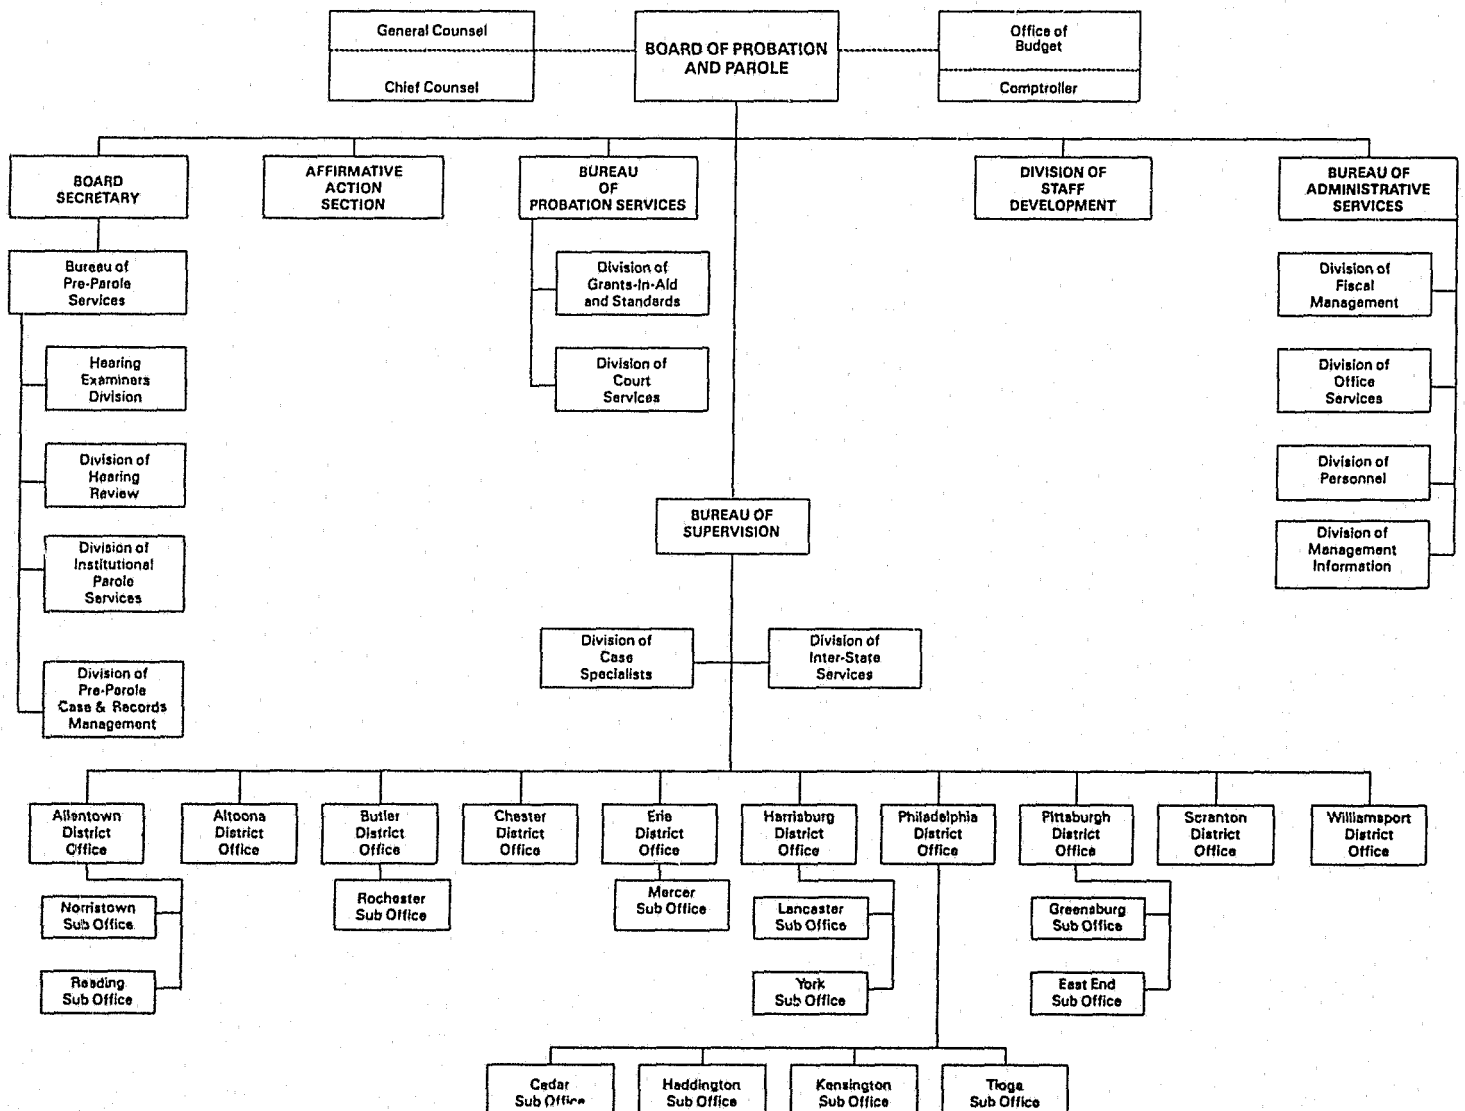 General Counsel
Chief Counsel
BOARD OF PROBATION
AND PAROLE
Office of
Budget
Comptroller
BOARD
SECRETARY
AFFIRMATIVE
ACTION
SECTION
BUREAU
OF
PROBATION SERVICES
DIVISION OF
STAFF
DEVELOPMENT
BUREAU OF
ADMINISTRATIVE
SERVICES
Bureau of
Pre-Parole
Services
Hearing
Examiners
Division
Division of
Hearing
Review
Division of
Institutional
Parole
Services
Division of
Pre-Parole
Case & Records
Management
Division of
Grants-In-Aid
and Standards
Division of
Court
Services
Division of
Fiscal
Management
Division of
Office
Services
Division of
Personnel
Division of
Management
Information
BUREAU OF
SUPERVISION
Division of
Case
Specialists
Division of
Inter-State
Services
Allentown
District
Office
Altoona
District
Office
Butler
District
Office
Chester
District
Office
Erie
District
Office
Harrisburg
District
Office
Philadelphia
District
Office
Pittburgh
District
Office
Scranton
District
Office
Williamsport
District
Office
Norristown
Sub Office
Reading
Sub Office
Rochester
Sub Office
Mercer
Sub Office
Lancaster
Sub Office
York
Sub Office
Greensburg
Sub Office
East End
Sub Office
Cedar
Sub Office
Haddington
Sub Office
Kensington
Sub Office
Tioga
Sub Office